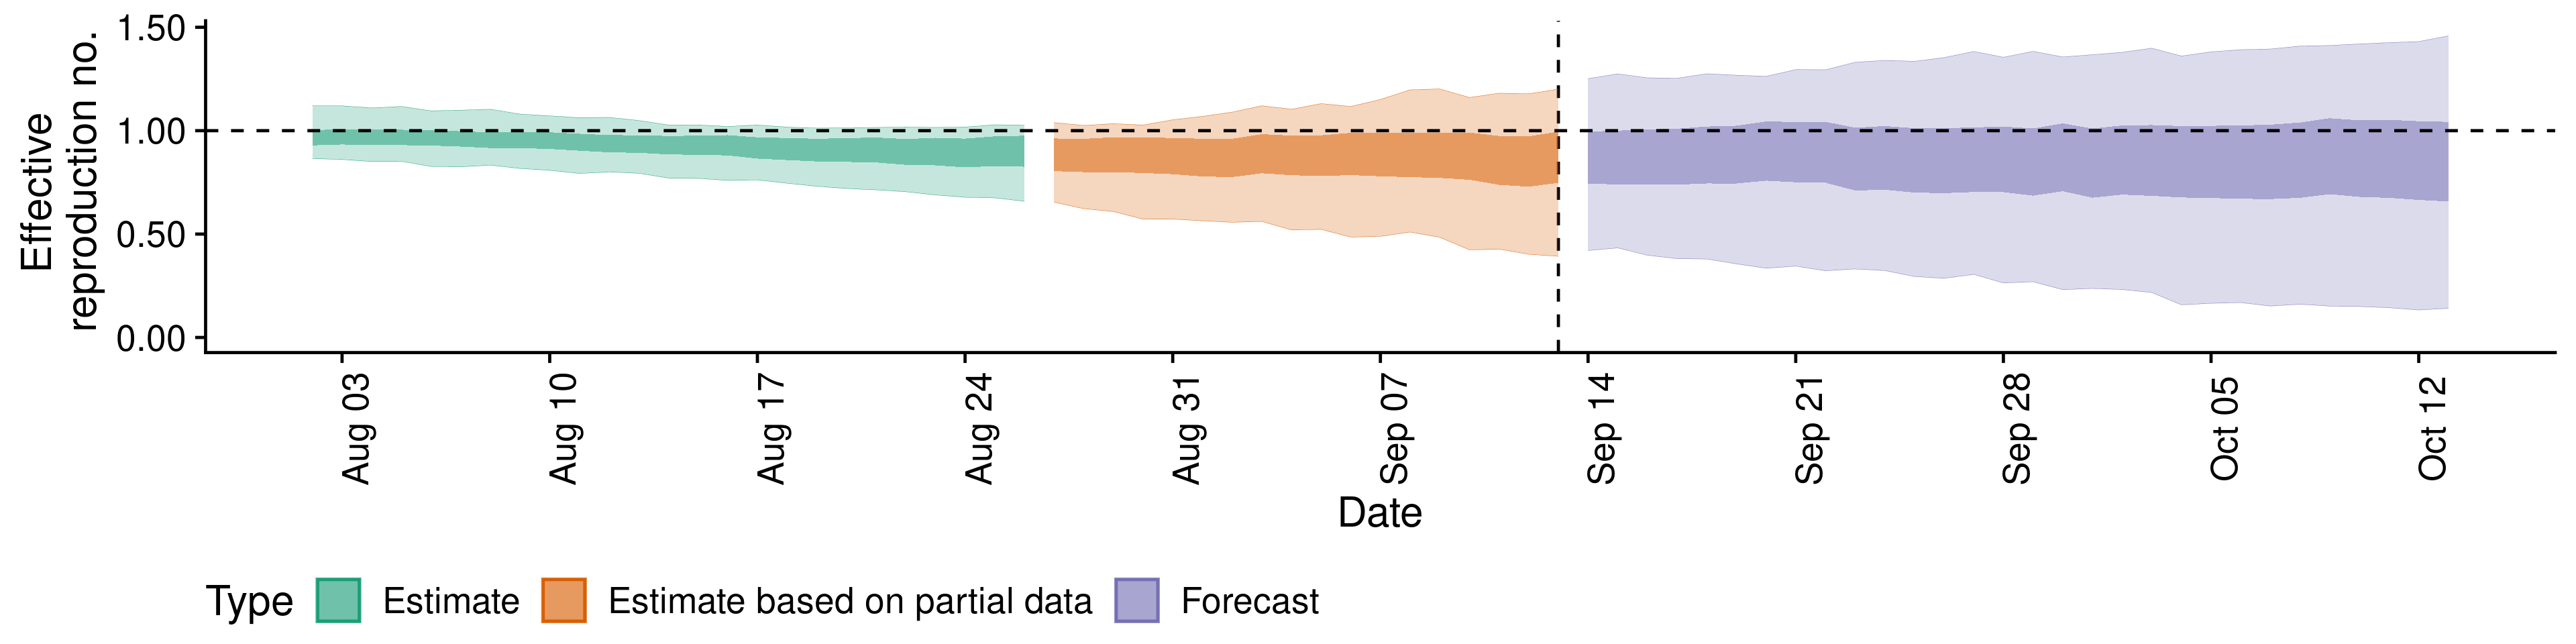 Effective
reproduction no.
1.50
1.00
0.50
0.00
Aug 03
Aug 10
Aug 17
Aug 24
Aug 31
Sep 07
Sep 14
Sep 21
Sep 28
Oct 05
Oct 12
Date
Type Estimate Estimate based on partial data Forecast